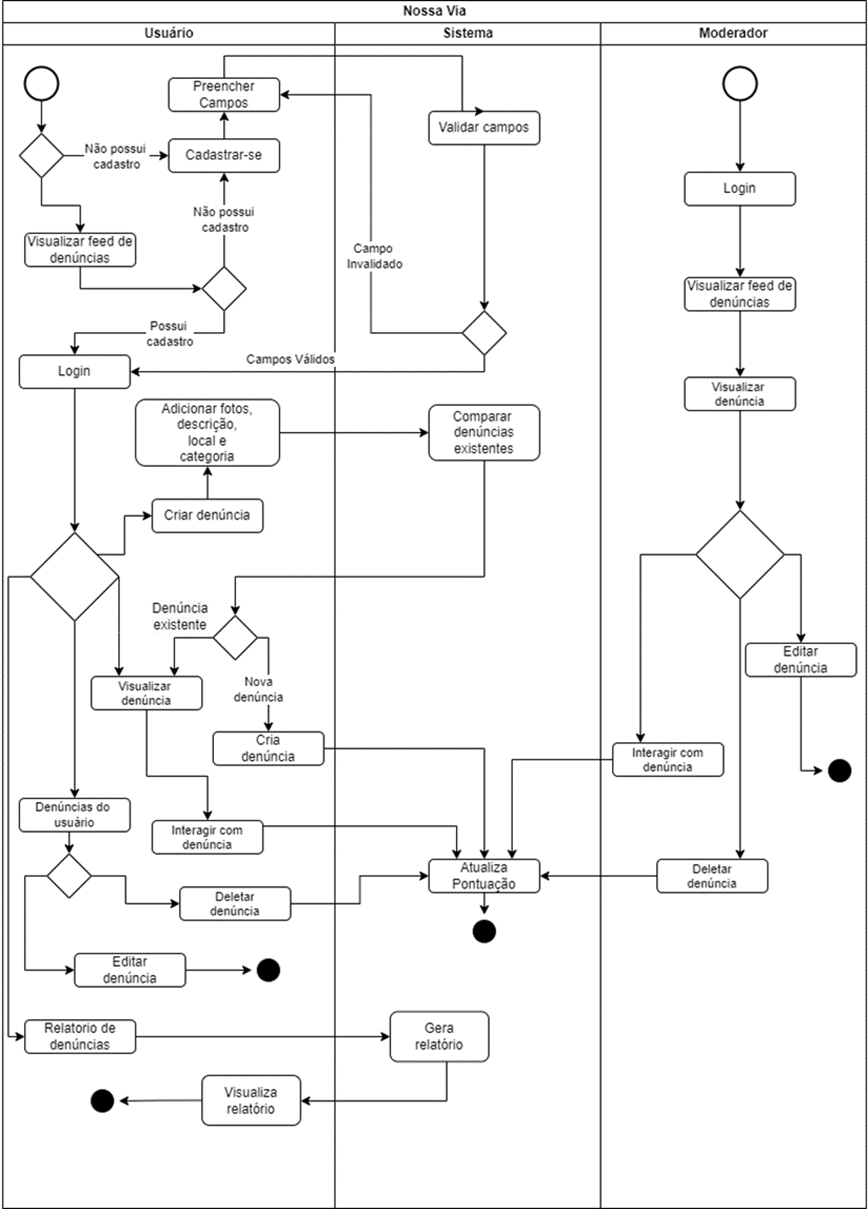 Nossa Via
Usuário
Sistema
Moderador
Preencher
Campos
Validar campos
Não possui
cadastro
Cadastrar-se
Login
Não possui
cadastro
Visualizar feed de
denúncias
Campo
Invalidado
Visualizar feed de
denúncias
Possui
cadastro
Campos Válidos
Login
Visualizar
denúncia
Adicionar fotos,
descrição,
local e
categoria
Comparar
denúncias
existentes
Criar denúncia
Denúncia
existente
Editar
denúncia
Visualizar
denúncia
Nova
denúncia
Cria
denúncia
Interagir com
denúncia
Denúncias do
usuário
Interagir com
denúncia
Atualiza
Pontuação
Deletar
denúncia
Deletar
denúncia
Editar
denúncia
Relatorio de
denúncias
Gera
relatório
Visualiza
relatório